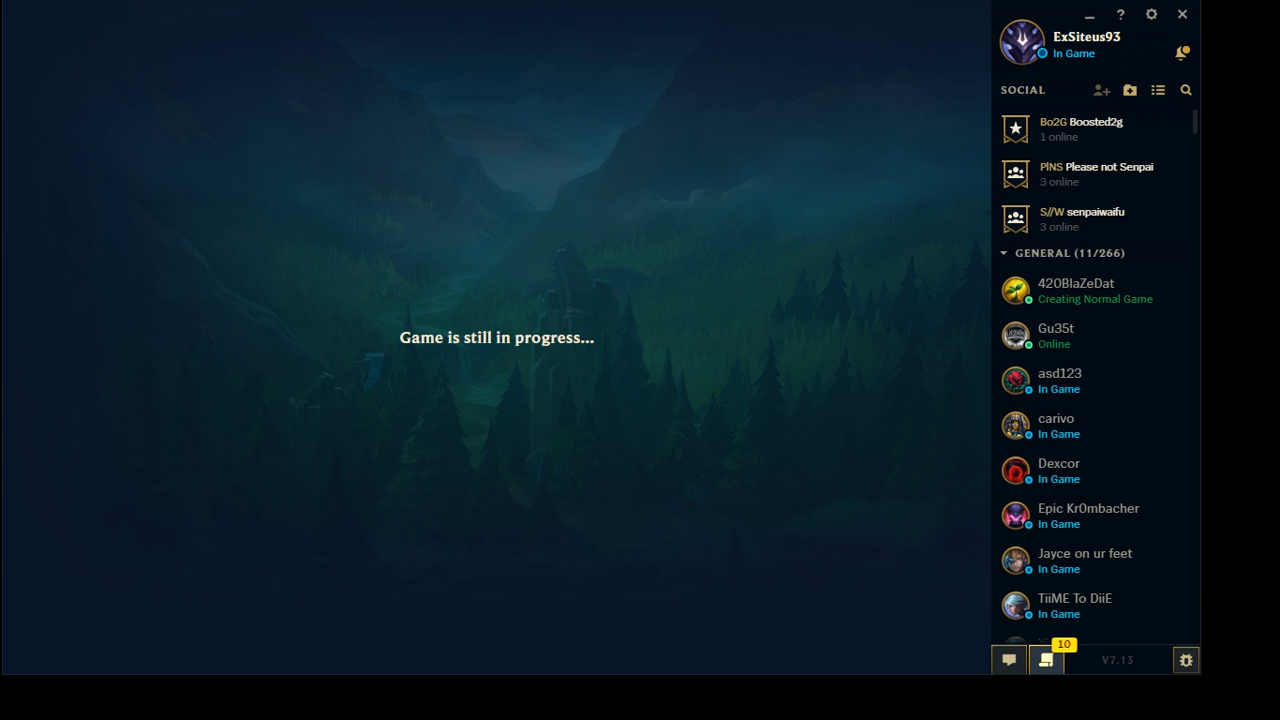 ExSiteus93
In Game
SOCIAL
Bo2G Boosted2g
1 online
PlNS Please not Senpai
3 online
S//W senpaiwaifu
3 online
GENERAL (11/266)
420BlaZeDat
Creating Normal Game
Gu35t
Online
asd123
In Game
carivo
In Game
Dexcor
In Game
Epic Kr0mbacher
In Game
Jayce on ur feet
In Game
TiiME To DiiE
In Game
10
V7.13
Game is still in progress...